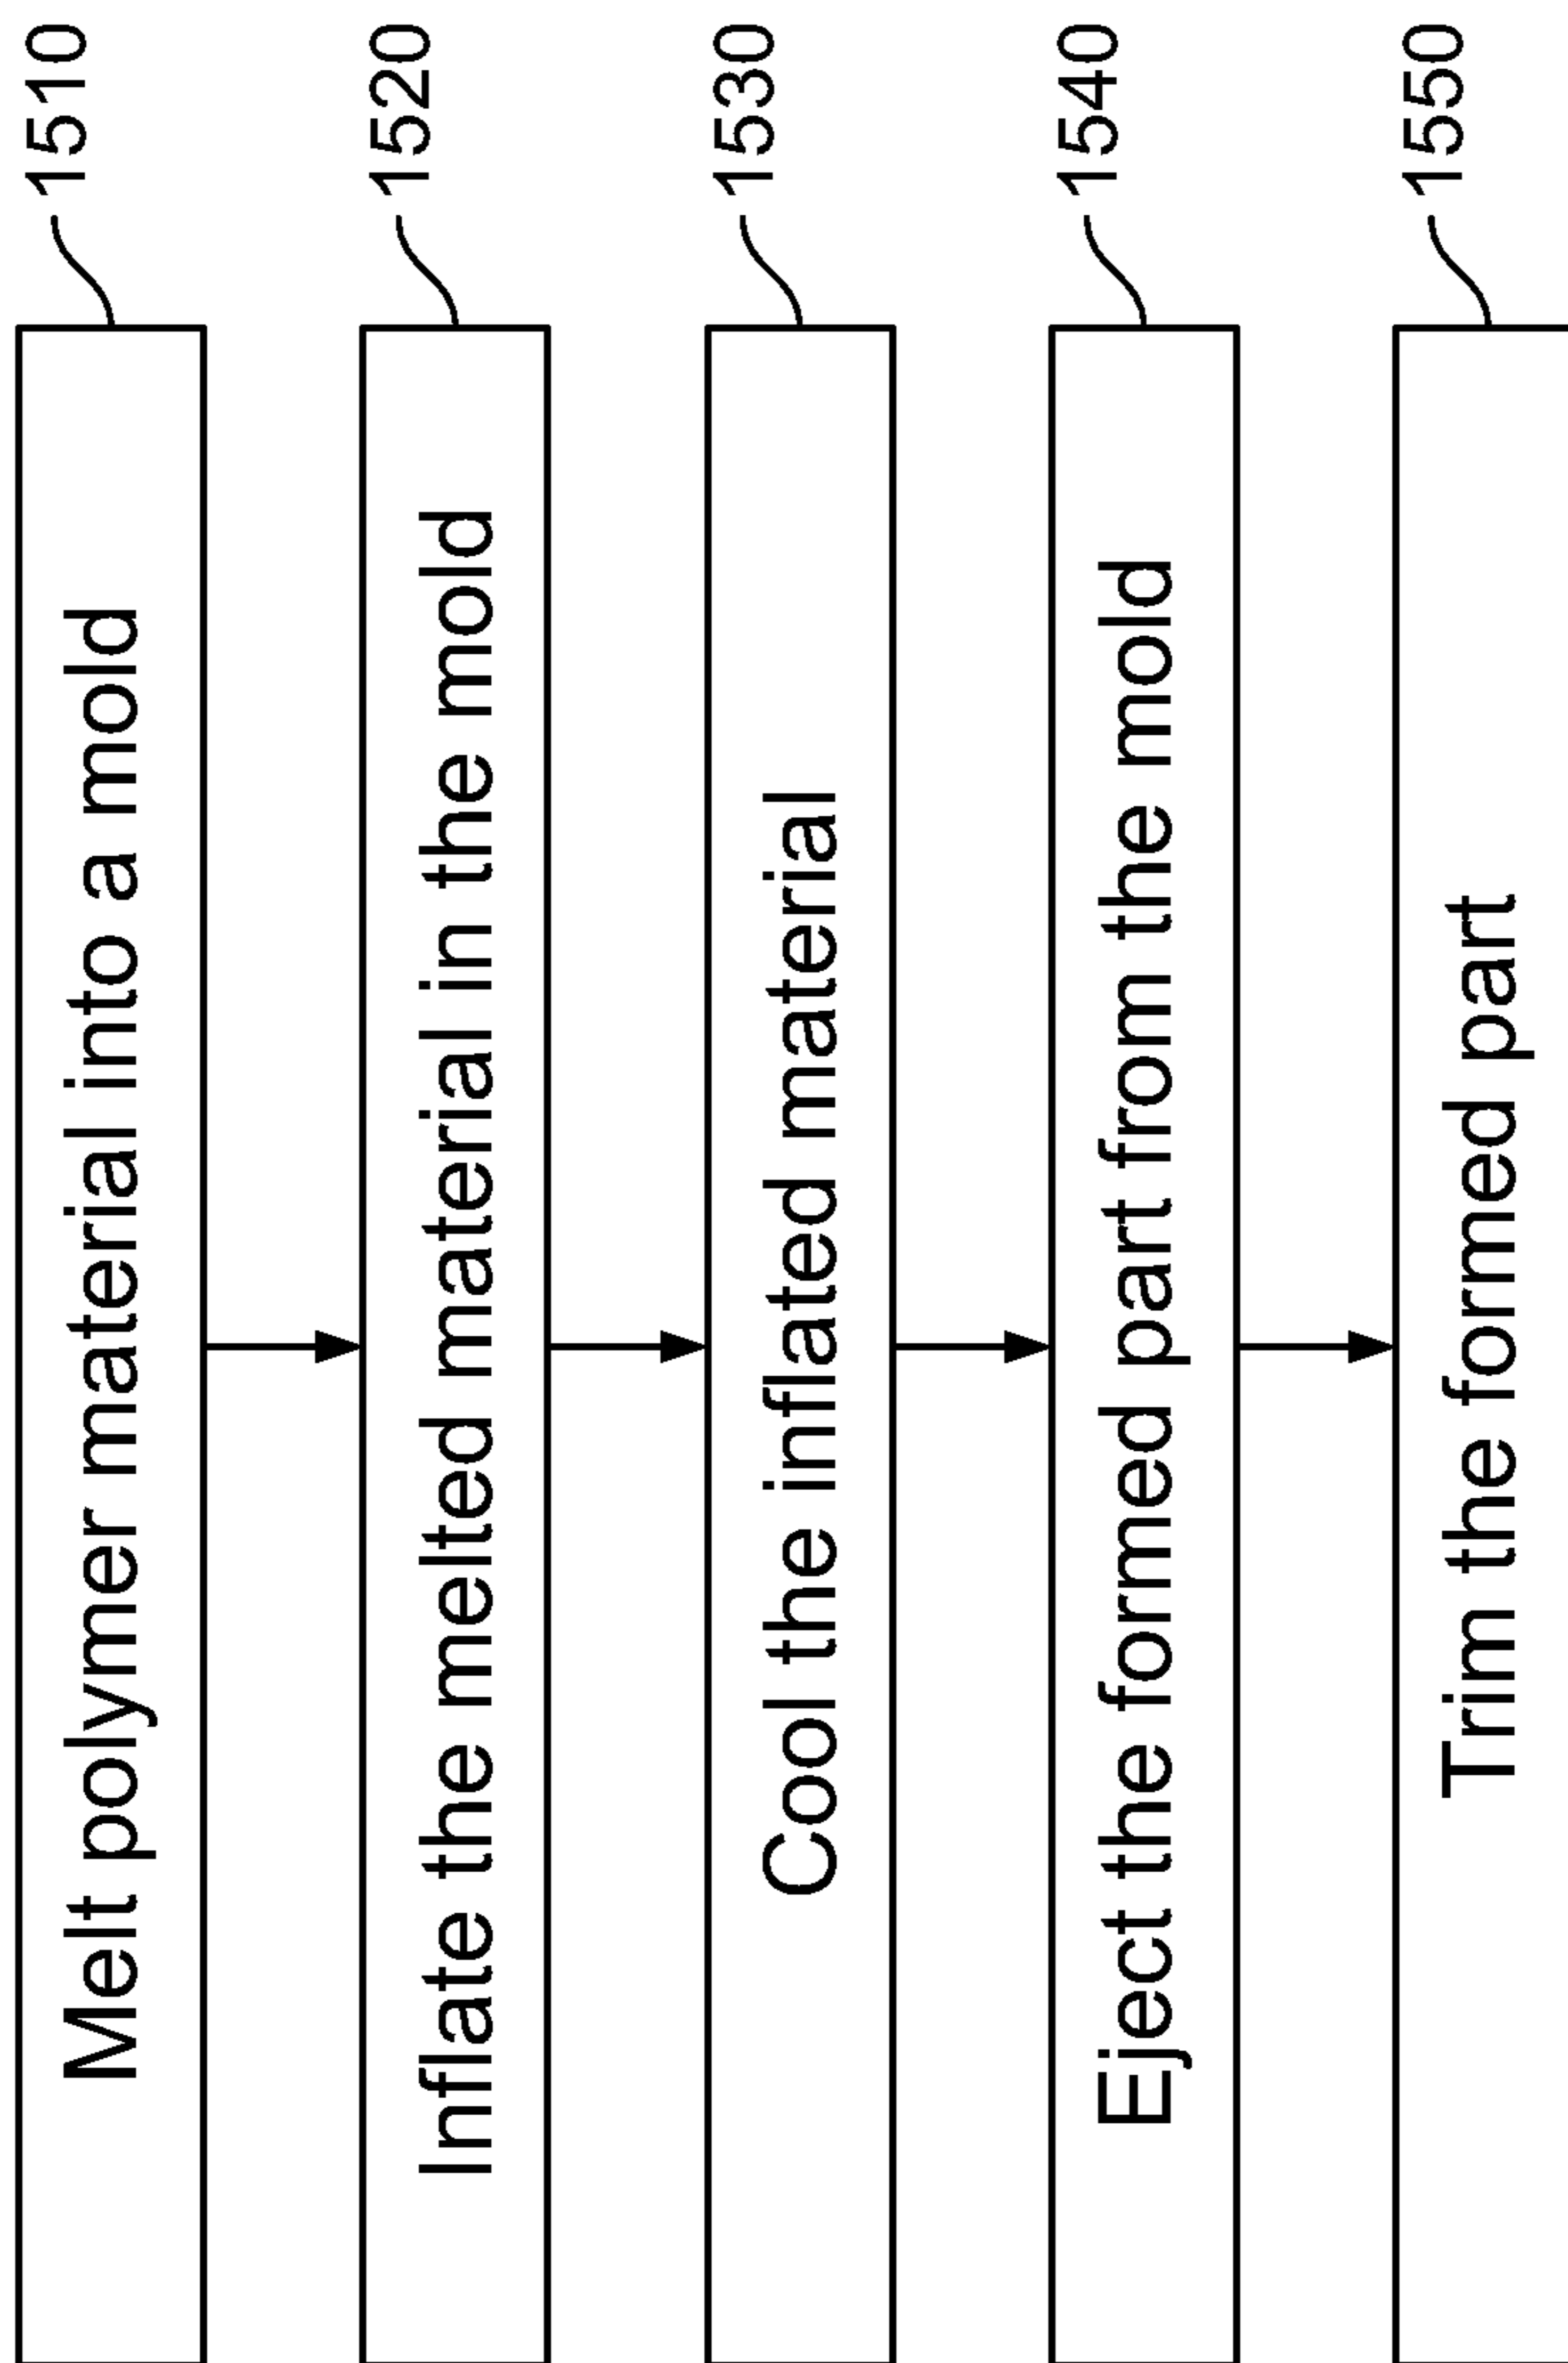 Melt polymer material into a mold
1510
Inflate the melted material in the mold
1520
Cool the inflated material
1530
Eject the formed part from the mold
1540
Trim the formed part
1550